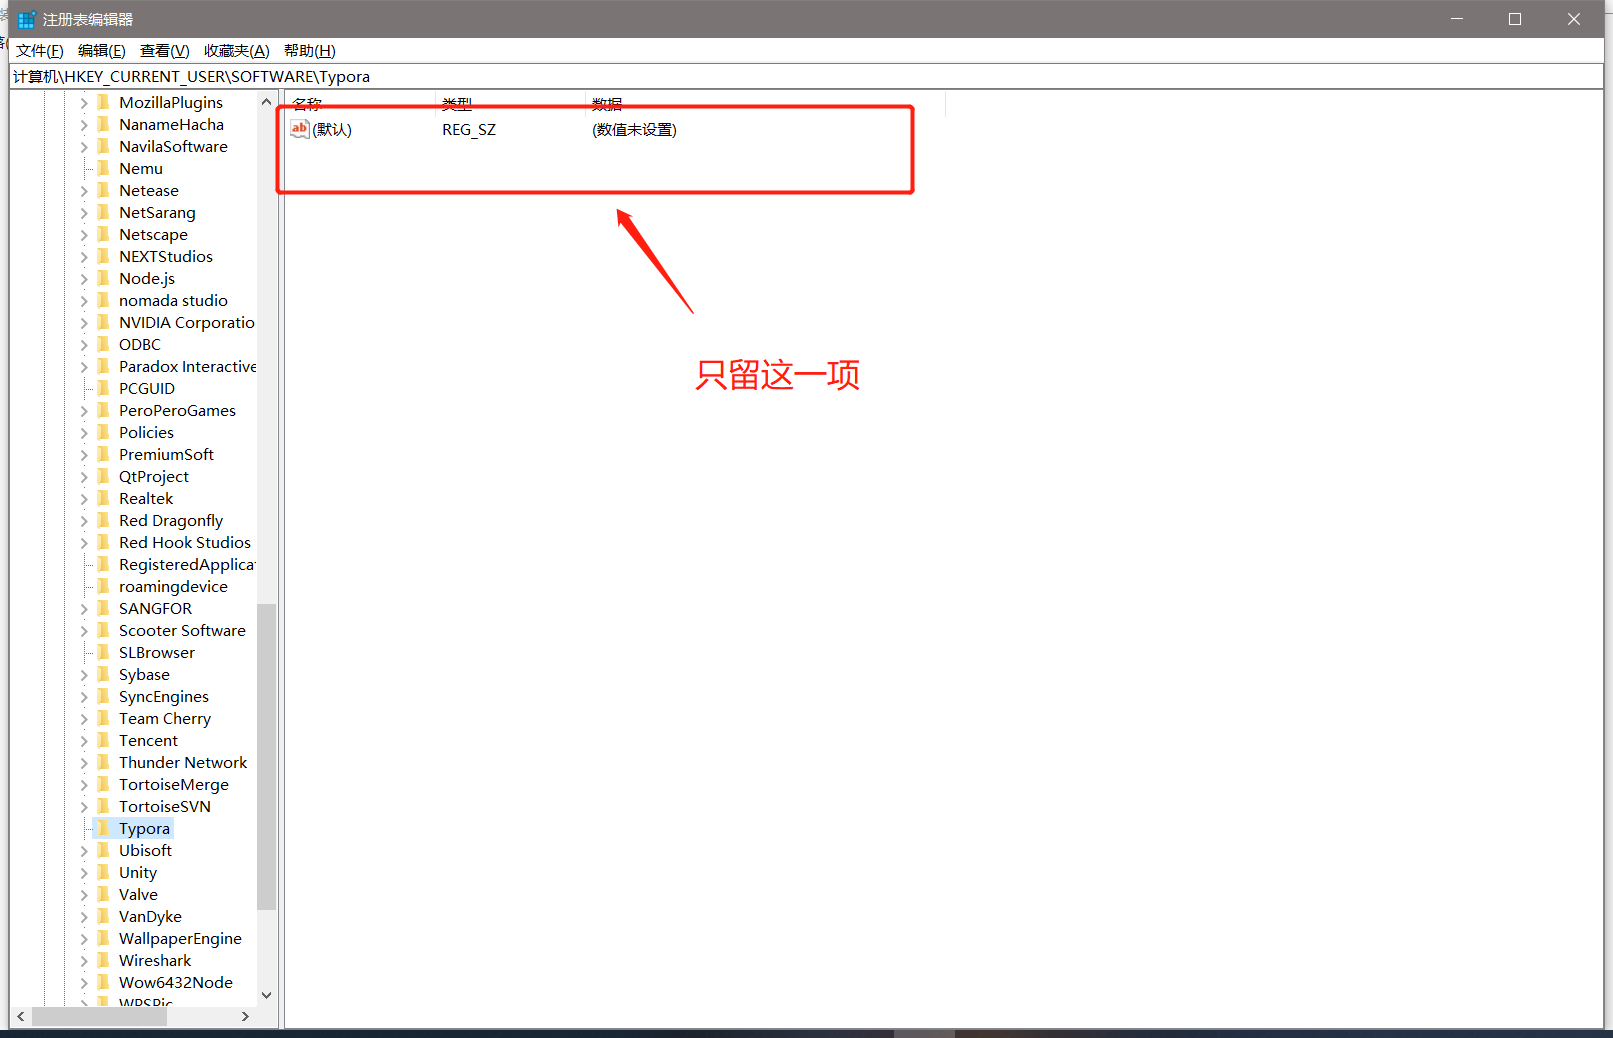 注册表编辑器
文件(F) 编辑(E) 查看(V) 收藏夹(A) 帮助(H)
计算机\HKEY_CURRENT_USER\SOFTWARE\Typora
名称 类型 数据
(默认) REG_SZ (数值未设置)
只留这一项
MozillaPlugins
NanameHacha
NavilaSoftware
Nemu
Netease
NetSarang
Netscape
NEXTStudios
Node.js
nomada studio
NVIDIA Corporatio
ODBC
Paradox Interactive
PCGUID
PeroPeroGames
Policies
PremiumSoft
QtProject
Realtek
Red Dragonfly
Red Hook Studios
RegisteredApplicat
roamingdevice
SANGFOR
Scooter Software
SLBrowser
Sybase
SyncEngines
Team Cherry
Tencent
Thunder Network
TortoiseMerge
TortoiseSVN
Typora
Ubisoft
Unity
Valve
VanDyke
WallpaperEngine
Wireshark
Wow6432Node
WPSPic